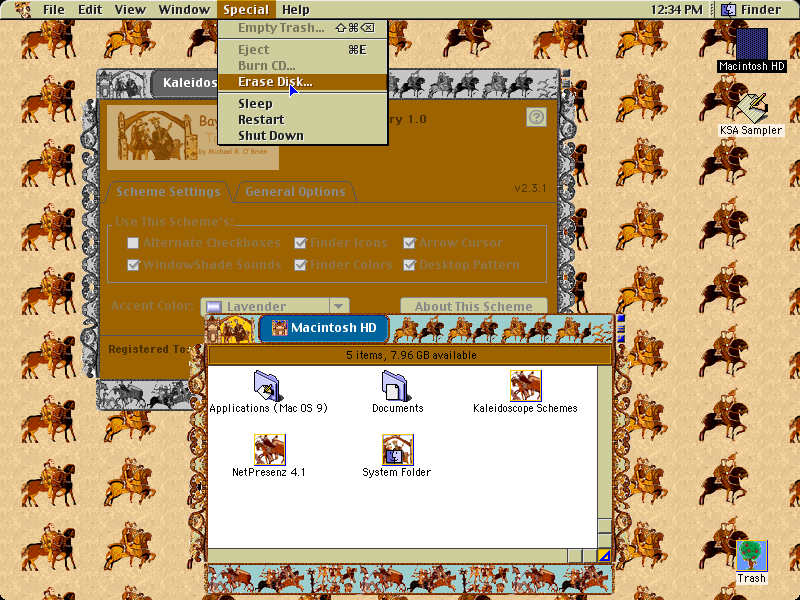 File Edit View Window Special Help 12:34 PM Finder
Empty Trash... ⇧⌘⌫
Eject ⌘E
Burn CD...
Erase Disk...
Sleep
Restart
Shut Down
Macintosh HD
KSA Sampler
Kaleidos
Bay
ry 1.0
T
by Michael R. O'Brien
?
Scheme Settings General Options v2.3.1
Use This Scheme's:
Alternate Checkboxes Finder Icons Arrow Cursor
WindowShade Sounds Finder Colors Desktop Pattern
Accent Color: Lavender About This Scheme
Registered To:
Macintosh HD
5 items, 7.96 GB available
Applications (Mac OS 9) Documents Kaleidoscope Schemes
NetPresenz 4.1 System Folder
Trash